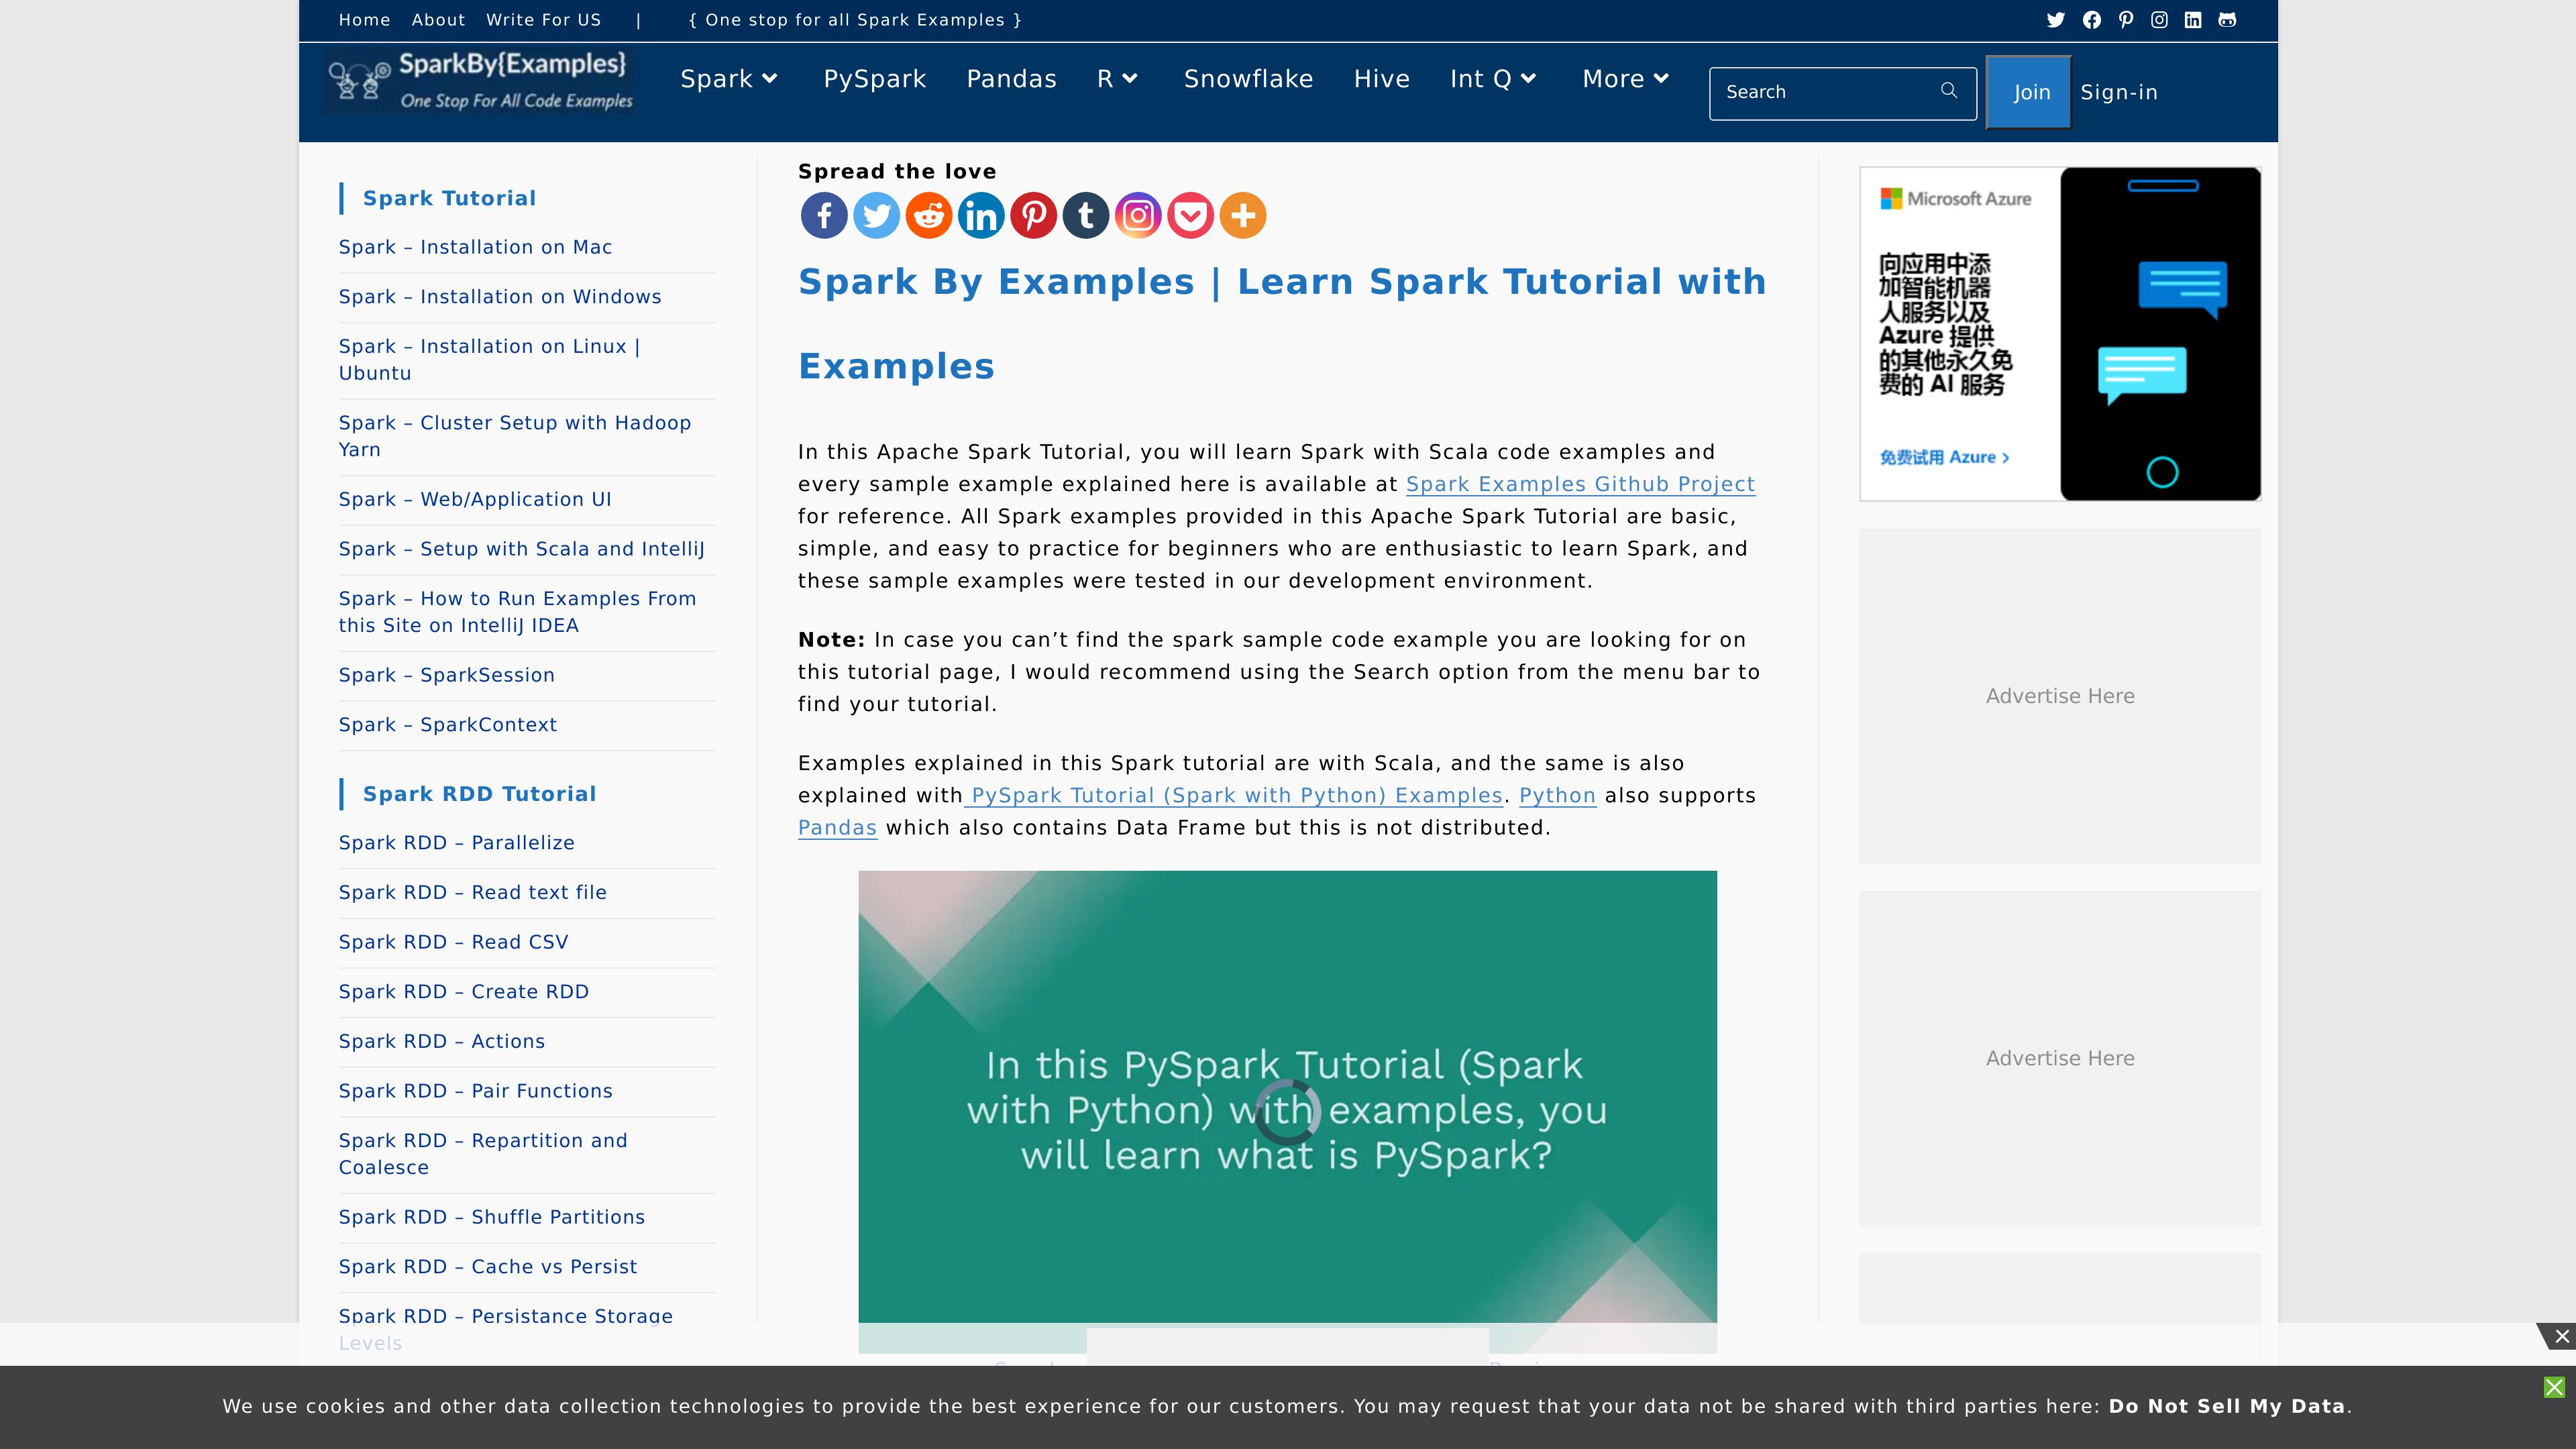 Home About Write For US | { One stop for all Spark Examples }
SparkBy{Examples}
One Stop For All Code Examples
Spark PySpark Pandas R Snowflake Hive Int Q More
Search
Join
Sign-in
Spark Tutorial
Spark – Installation on Mac
Spark – Installation on Windows
Spark – Installation on Linux |
Ubuntu
Spark – Cluster Setup with Hadoop
Yarn
Spark – Web/Application UI
Spark – Setup with Scala and IntelliJ
Spark – How to Run Examples From
this Site on IntelliJ IDEA
Spark – SparkSession
Spark – SparkContext
Spark RDD Tutorial
Spark RDD – Parallelize
Spark RDD – Read text file
Spark RDD – Read CSV
Spark RDD – Create RDD
Spark RDD – Actions
Spark RDD – Pair Functions
Spark RDD – Repartition and
Coalesce
Spark RDD – Shuffle Partitions
Spark RDD – Cache vs Persist
Spark RDD – Persistance Storage
Levels
Spread the love
Spark By Examples | Learn Spark Tutorial with
Examples
In this Apache Spark Tutorial, you will learn Spark with Scala code examples and
every sample example explained here is available at Spark Examples Github Project
for reference. All Spark examples provided in this Apache Spark Tutorial are basic,
simple, and easy to practice for beginners who are enthusiastic to learn Spark, and
these sample examples were tested in our development environment.
Note: In case you can’t find the spark sample code example you are looking for on
this tutorial page, I would recommend using the Search option from the menu bar to
find your tutorial.
Examples explained in this Spark tutorial are with Scala, and the same is also
explained with PySpark Tutorial (Spark with Python) Examples. Python also supports
Pandas which also contains Data Frame but this is not distributed.
In this PySpark Tutorial (Spark
with Python) with examples, you
will learn what is PySpark?
Microsoft Azure
向应用中添
加智能机器
人服务以及
Azure 提供
的其他永久免
费的 AI 服务
免费试用 Azure >
Advertise Here
Advertise Here
We use cookies and other data collection technologies to provide the best experience for our customers. You may request that your data not be shared with third parties here: Do Not Sell My Data.